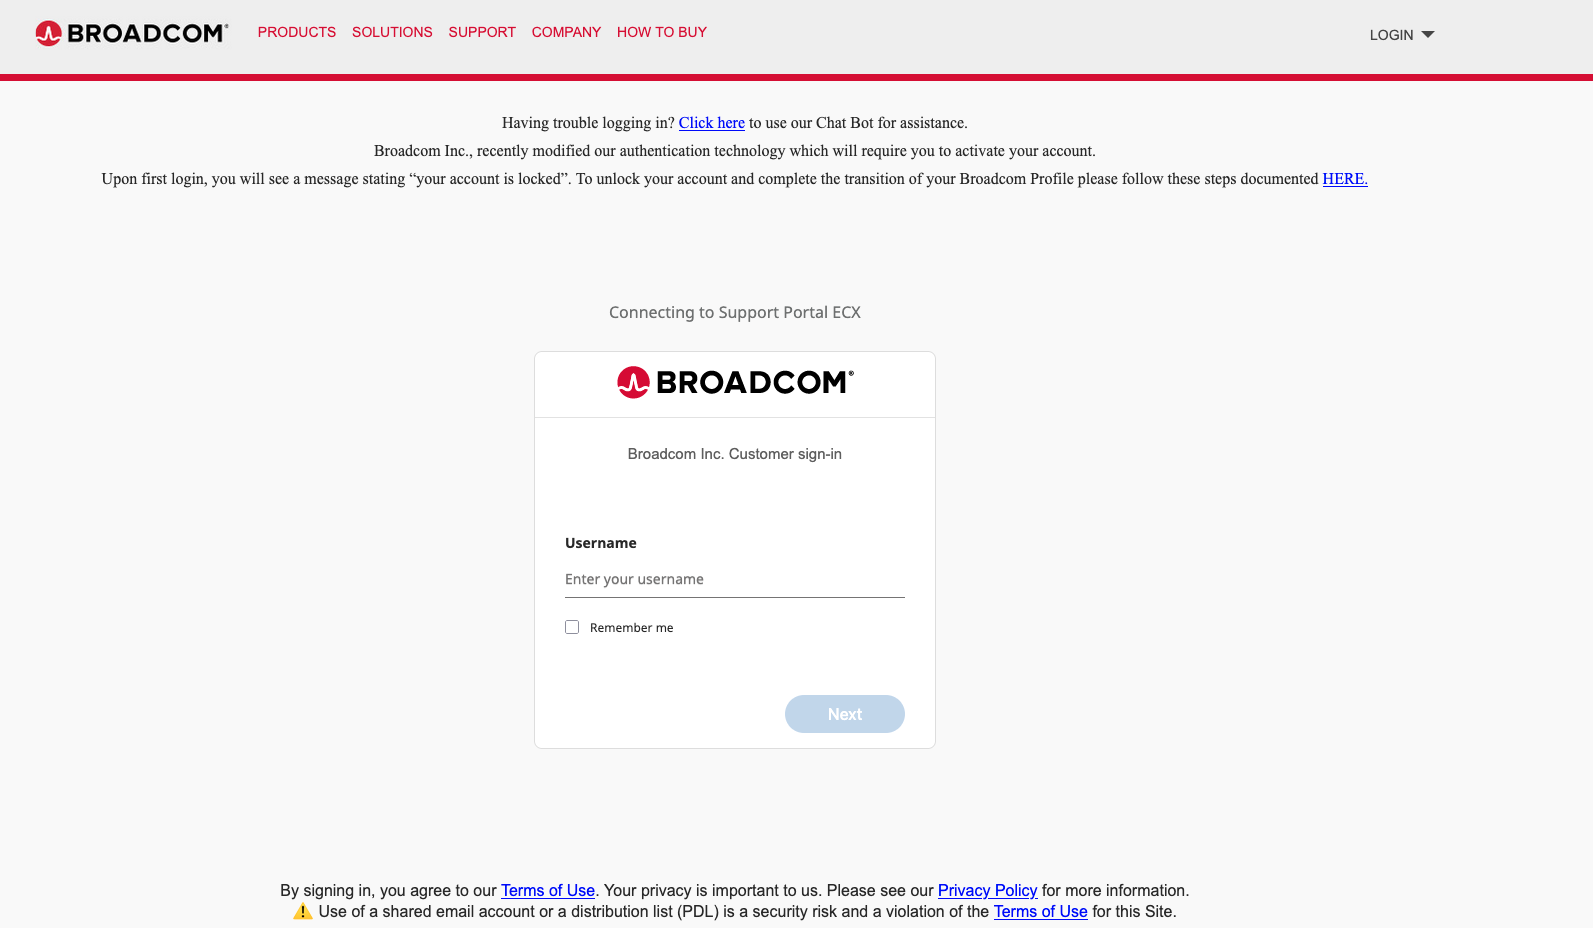 BROADCOM®
PRODUCTS SOLUTIONS SUPPORT COMPANY HOW TO BUY
LOGIN
Having trouble logging in? Click here to use our Chat Bot for assistance.
Broadcom Inc., recently modified our authentication technology which will require you to activate your account.
Upon first login, you will see a message stating “your account is locked”. To unlock your account and complete the transition of your Broadcom Profile please follow these steps documented HERE.
Connecting to Support Portal ECX
BROADCOM®
Broadcom Inc. Customer sign-in
Username
Enter your username
Remember me
Next
By signing in, you agree to our Terms of Use. Your privacy is important to us. Please see our Privacy Policy for more information.
⚠️ Use of a shared email account or a distribution list (PDL) is a security risk and a violation of the Terms of Use for this Site.